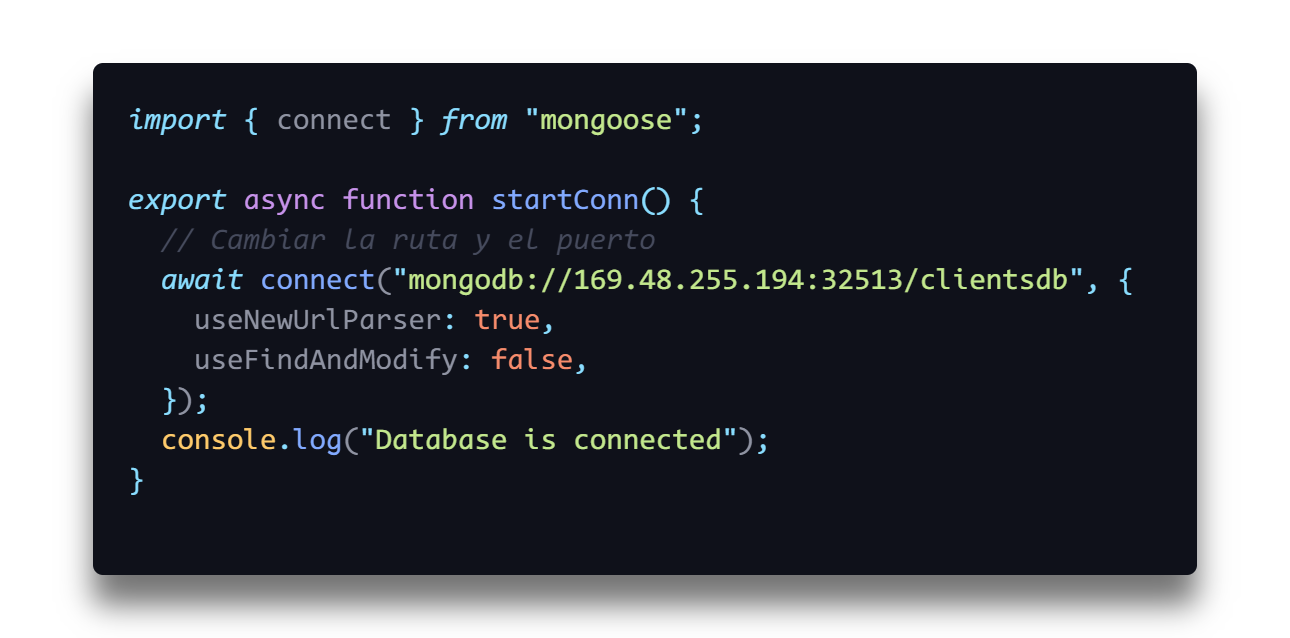 import { connect } from "mongoose";

export async function startConn() {
  // Cambiar la ruta y el puerto
  await connect("mongodb://169.48.255.194:32513/clientsdb", {
    useNewUrlParser: true,
    useFindAndModify: false,
  });
  console.log("Database is connected");
}